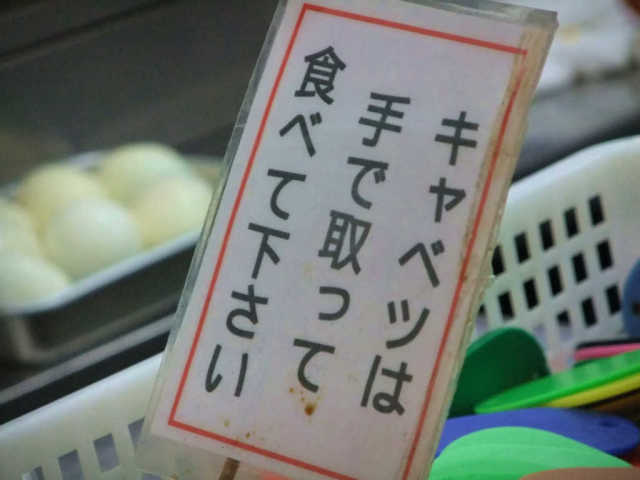 キャベツは
手で取って
食べて下さい